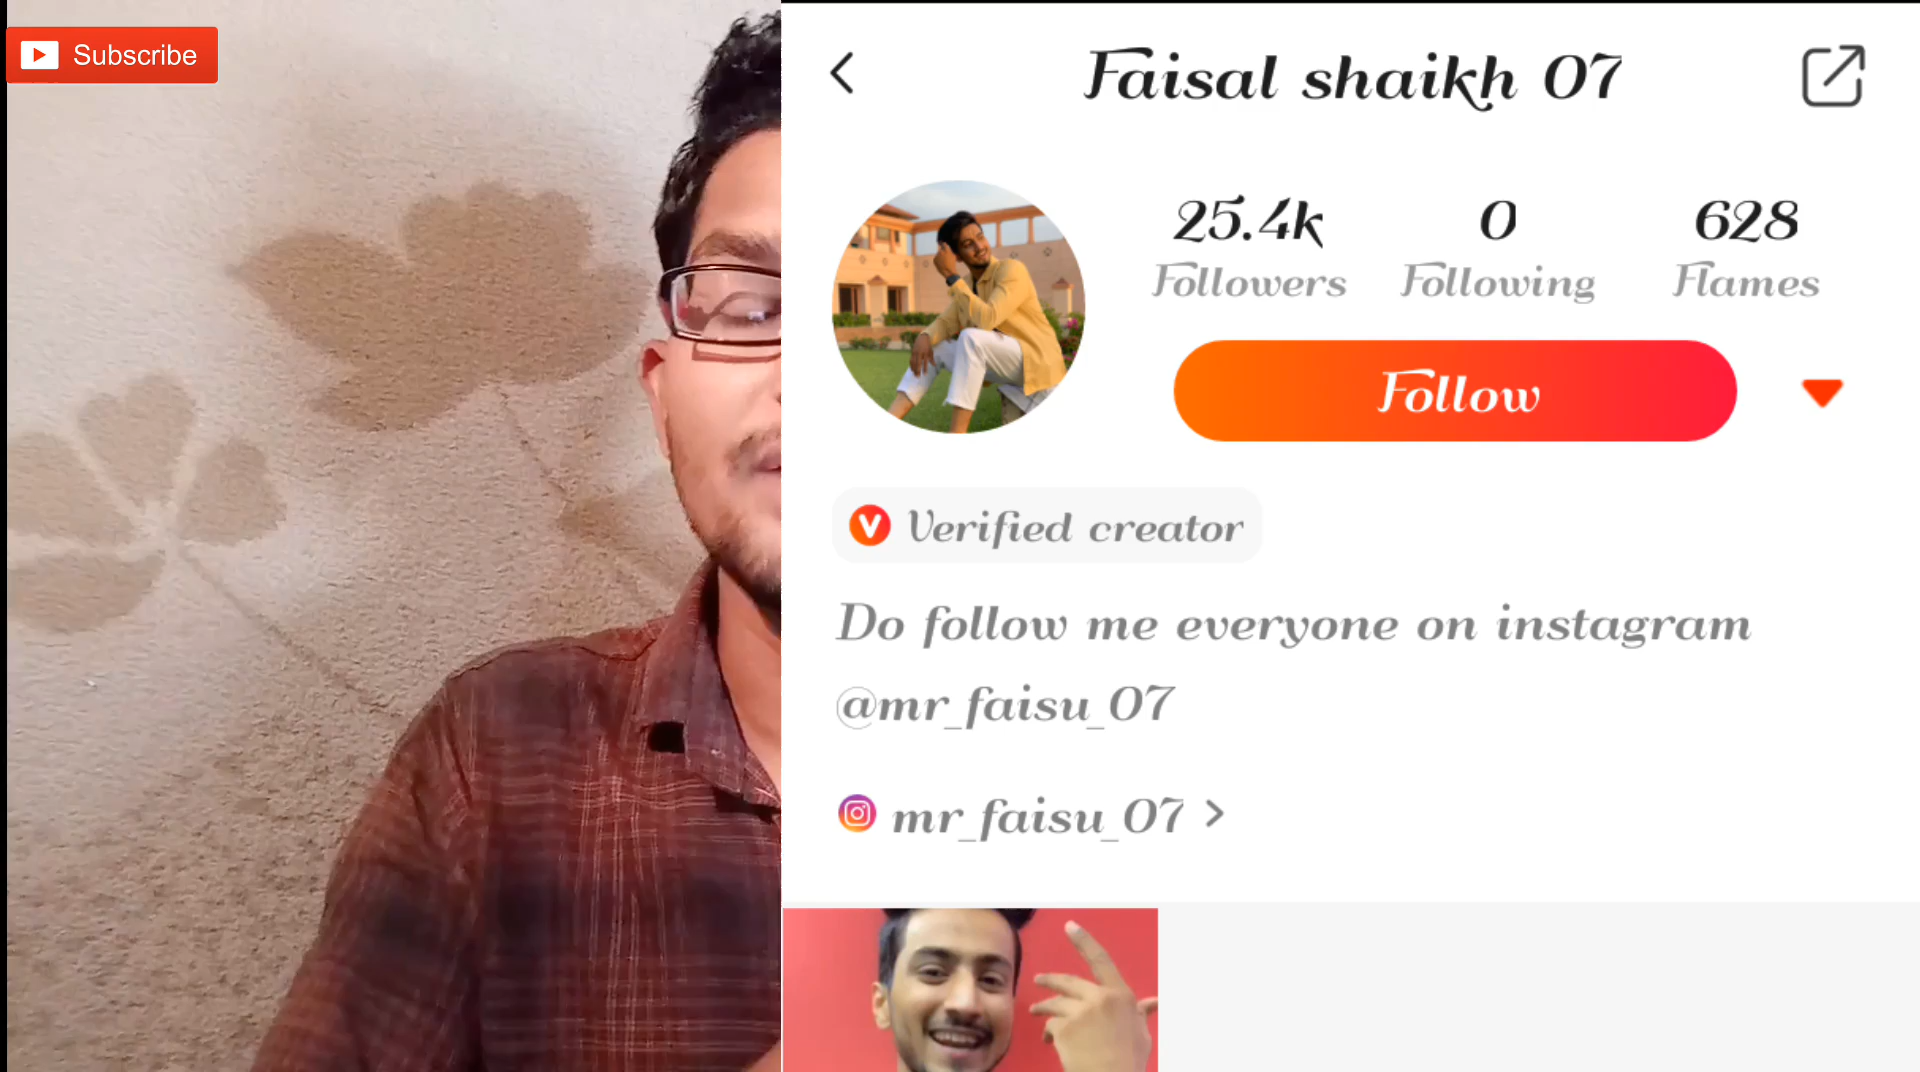 Subscribe
Faisal shaikh 07
25.4k 0 628
Followers Following Flames
Follow
Verified creator
Do follow me everyone on instagram
@mr_faisu_07
mr_faisu_07